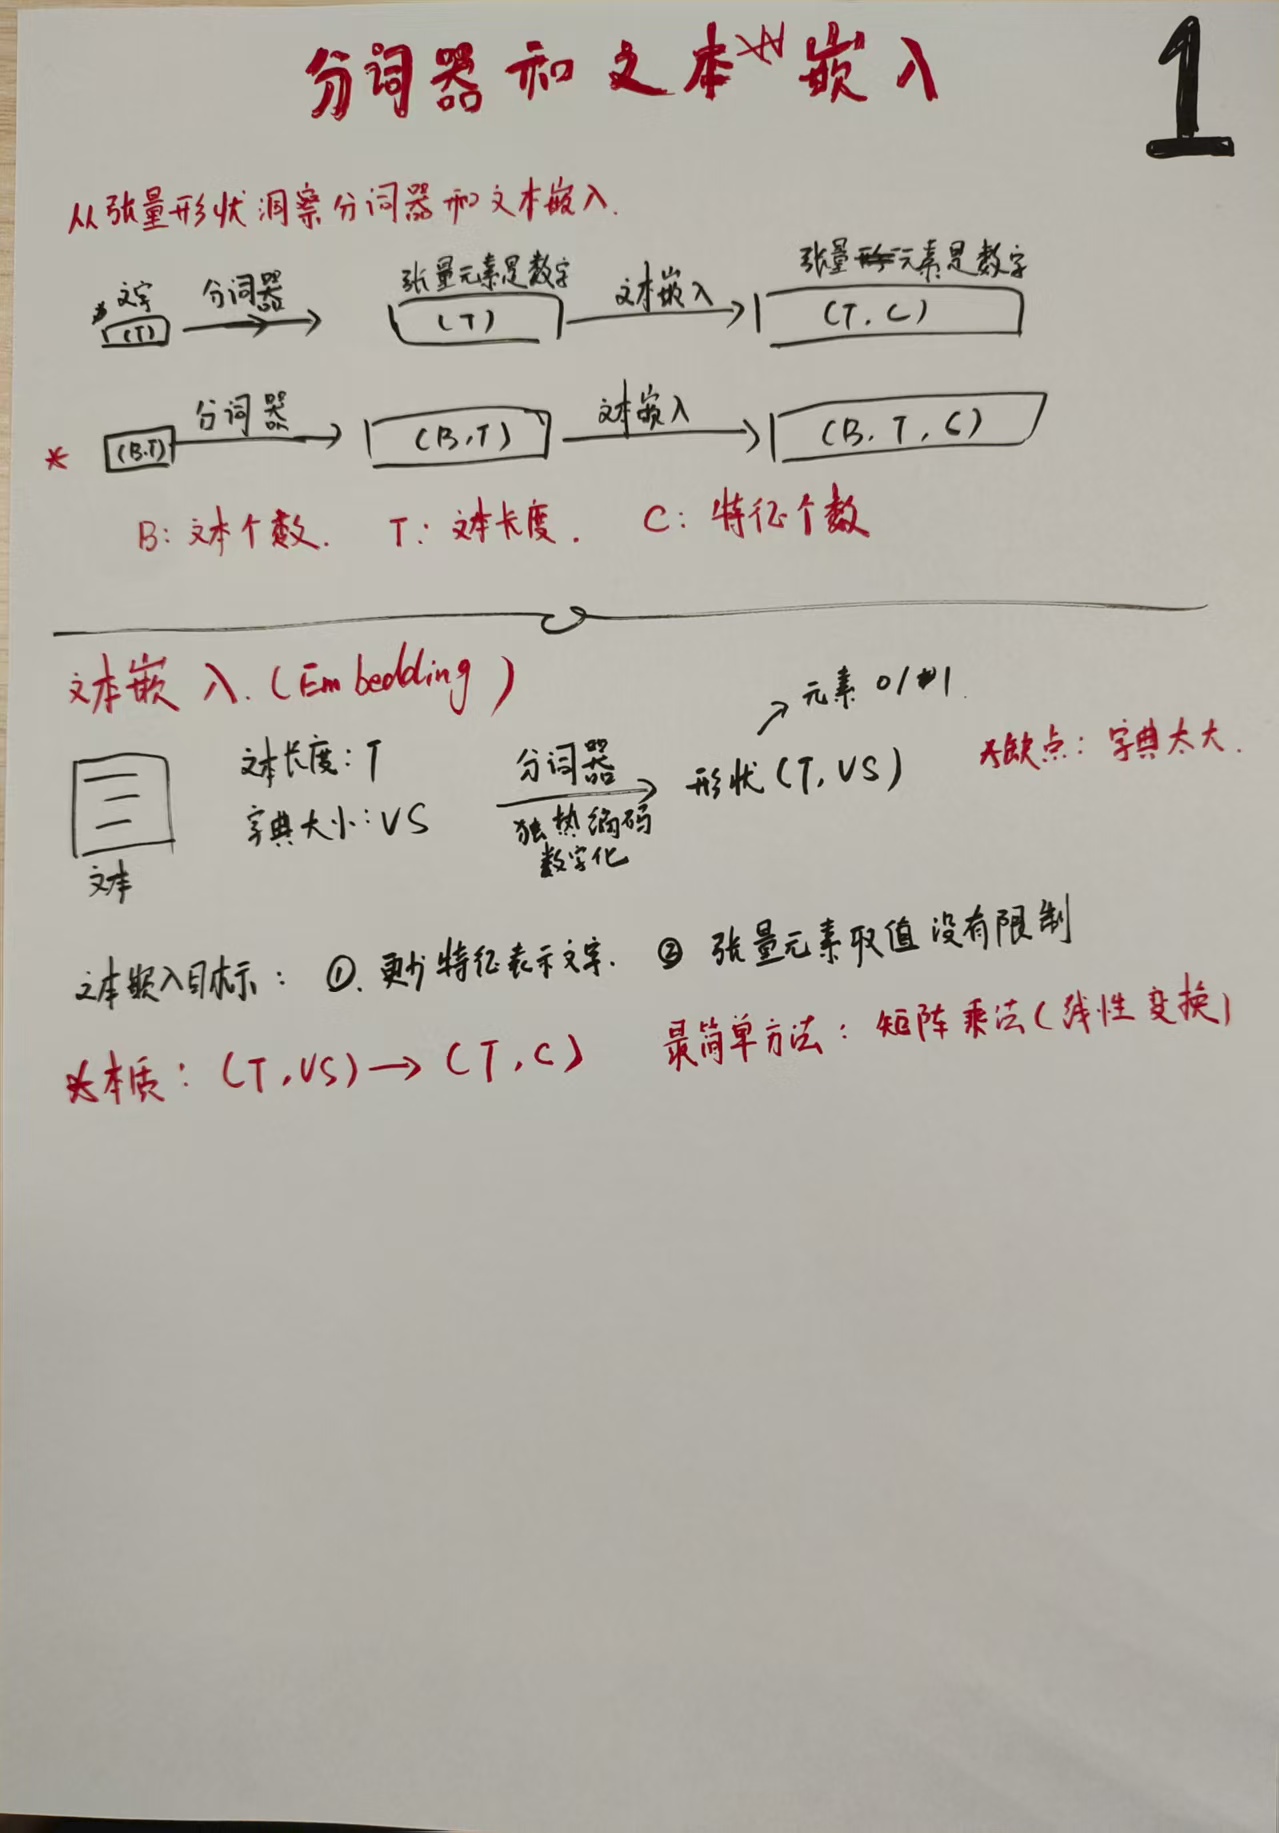 分词器和文本嵌入
1
从张量形状洞察分词器和文本嵌入.
文字 分词器 张量元素是数字 文本嵌入 张量元素是数字
(T) (T) (T, C)
分词器 文本嵌入
* (B,T) (B,T) (B, T, C)
B: 文本个数. T: 文本长度. C: 特征个数
文本嵌入.(Embedding)
元素 0/1.
文本长度: T 分词器 形状(T, VS) *缺点: 字典太大.
字典大小: VS 独热编码
数字化
文本
文本嵌入目标: ①. 更少特征表示文字. ② 张量元素取值没有限制
*本质: (T, VS) → (T, C) 最简单方法: 矩阵乘法(线性变换)